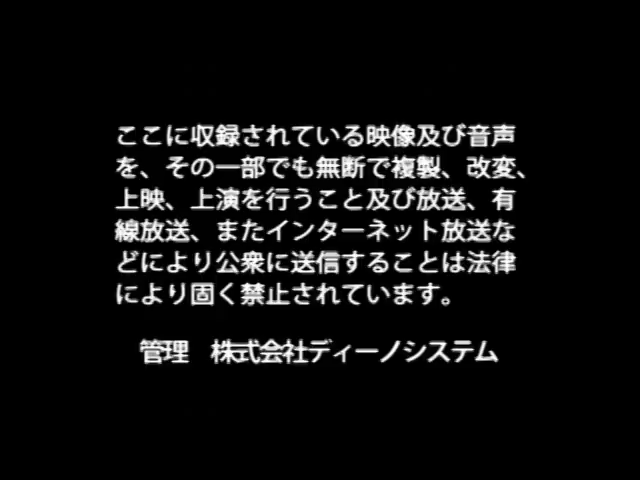 ここに収録されている映像及び音声
を、その一部でも無断で複製、改変、
上映、上演を行うこと及び放送、有
線放送、またインターネット放送な
どにより公衆に送信することは法律
により固く禁止されています。
管理　株式会社ディーノシステム